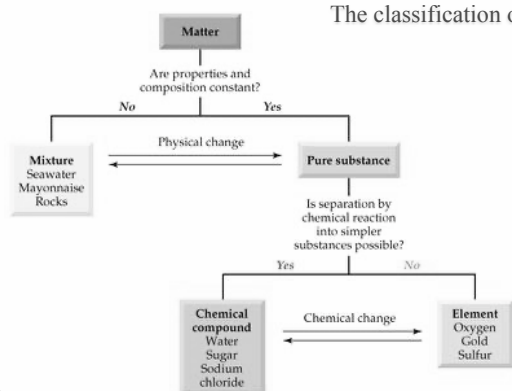 The classification o
Matter
Are properties and
composition constant?
No
Yes
Physical change
Mixture
Seawater
Mayonnaise
Rocks
Pure substance
Is separation by
chemical reaction
into simpler
substances possible?
Yes
No
Chemical
compound
Water
Sugar
Sodium
chloride
Chemical change
Element
Oxygen
Gold
Sulfur